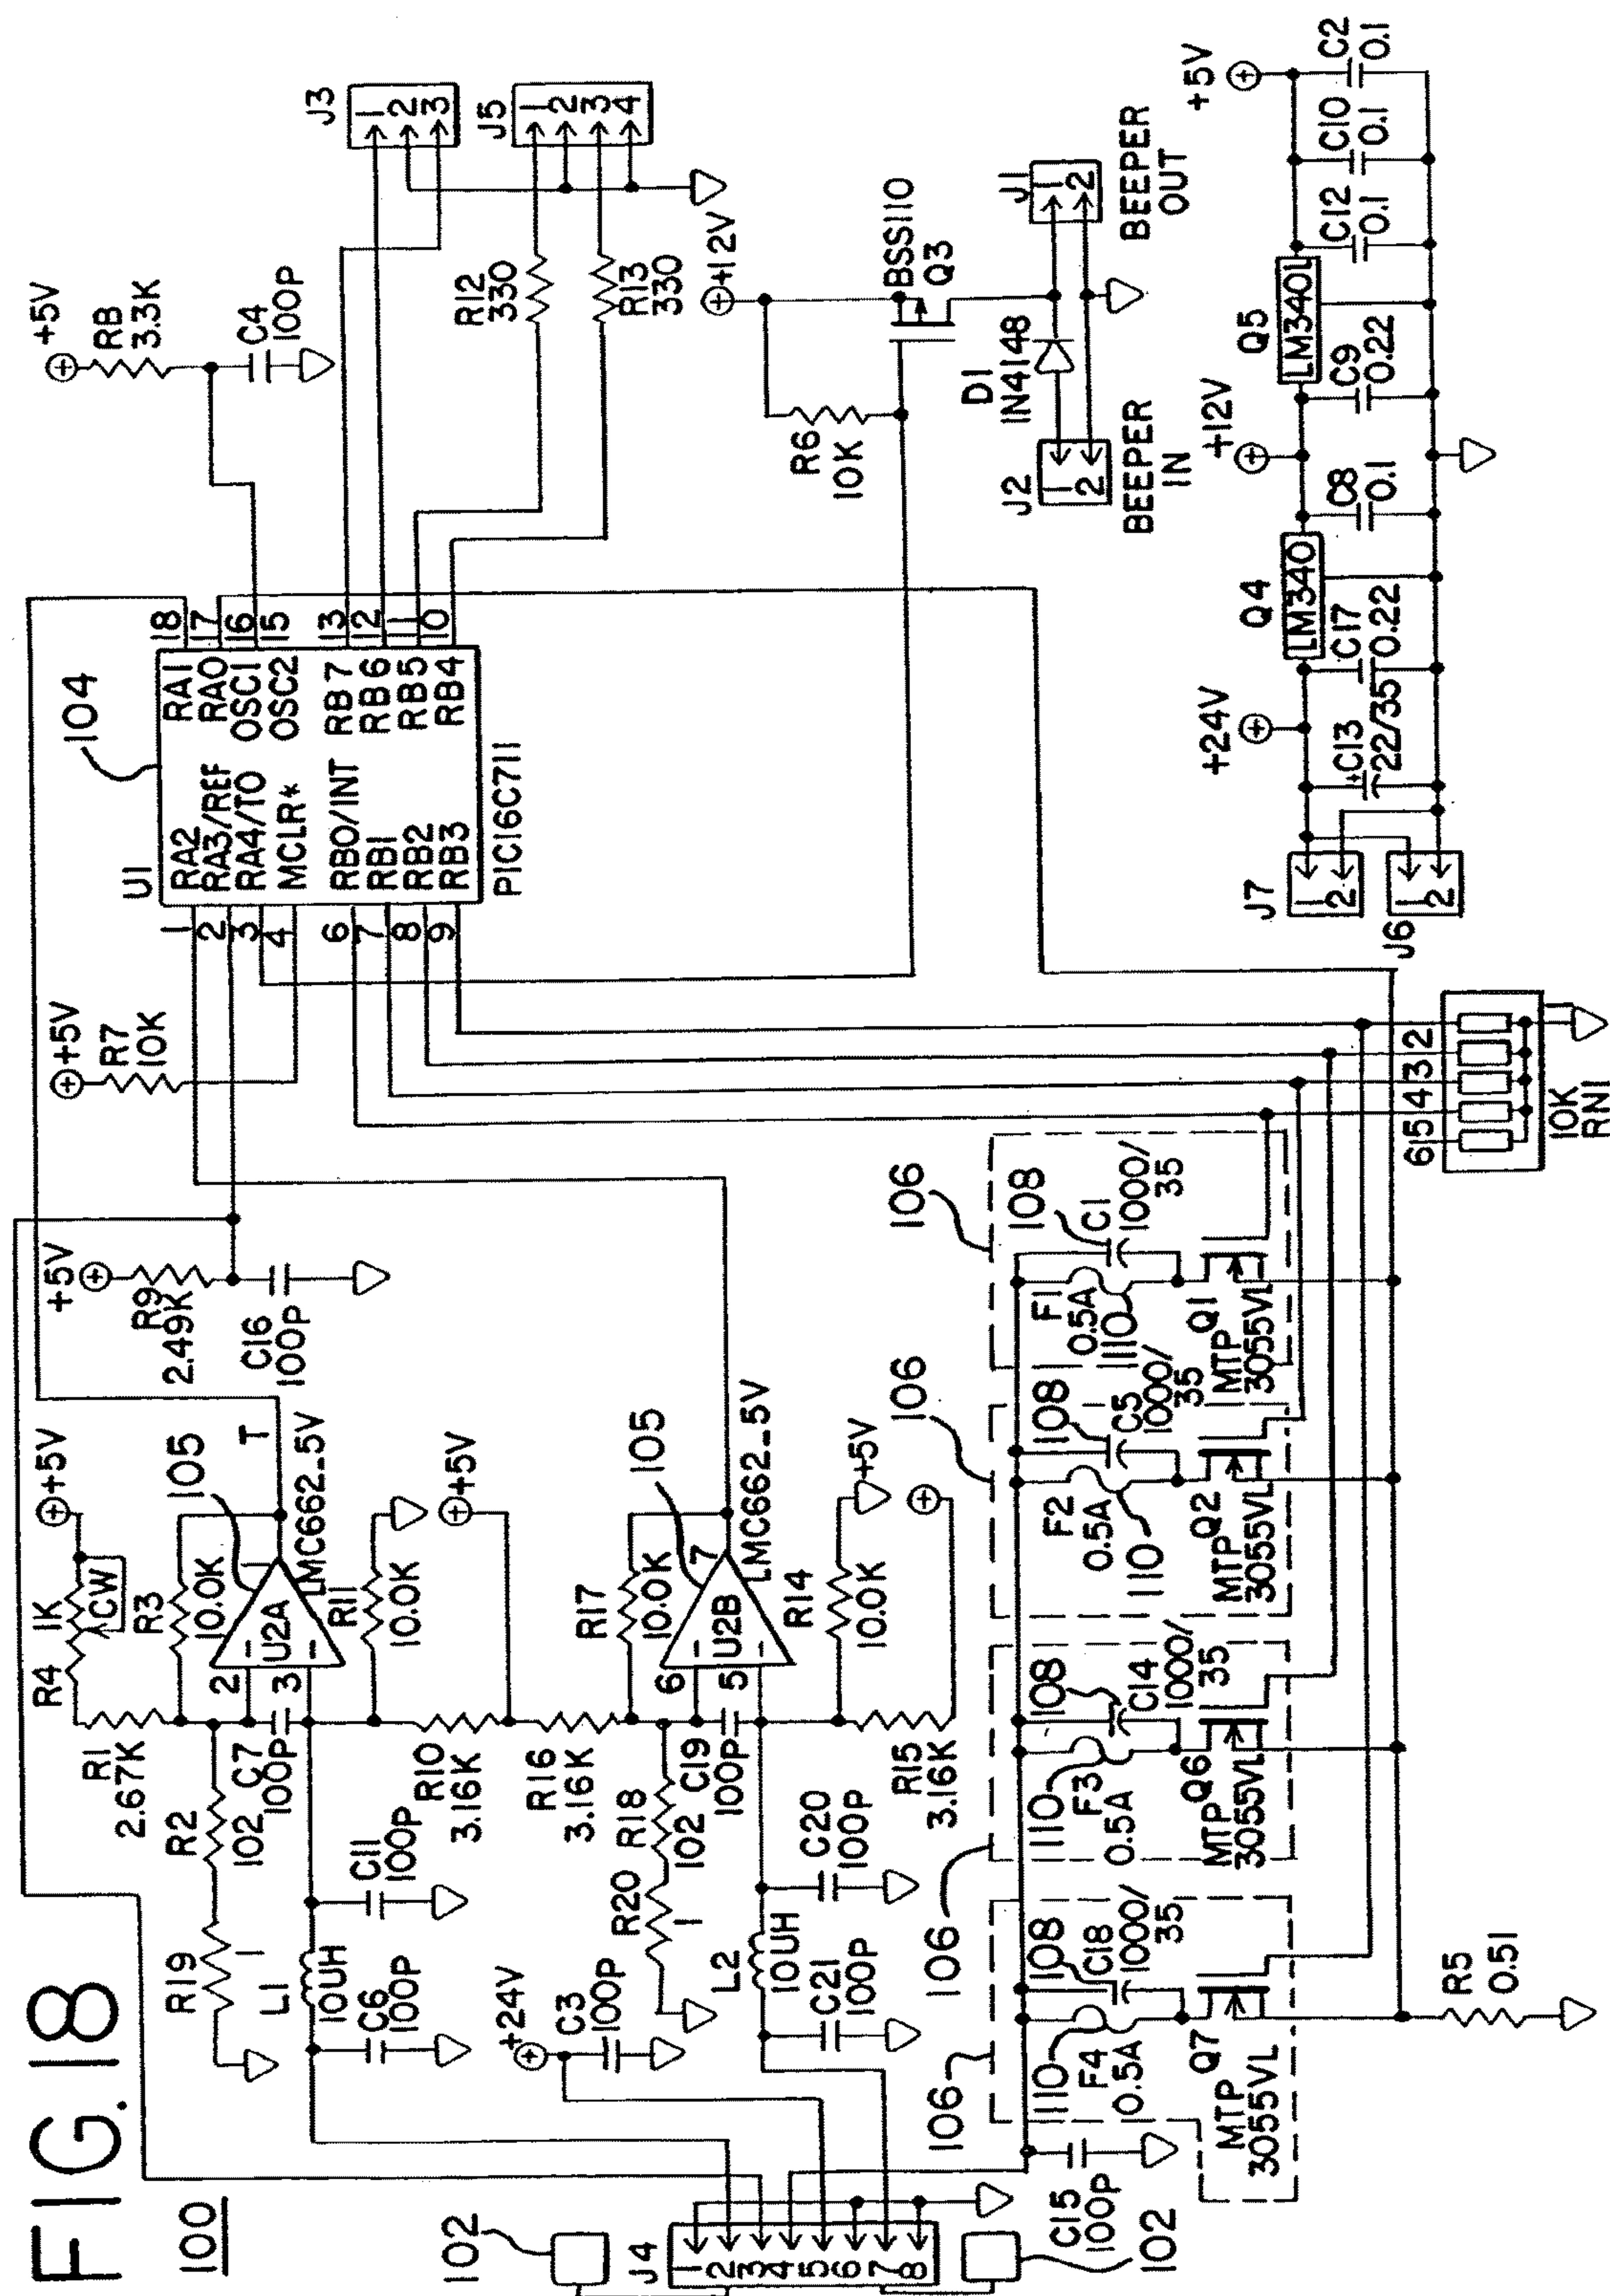 FIG. 18
100
102
J4
1
2
3
4
5
6
7
8
102
R19
1
L1
10UH
C6
100P
R2
102
R1
2.67K
R4
1K
CW
+5V
R3
10.0K
C7
100P
2
3
U2A
1
105
T
LMC662_5V
C11
100P
R11
10.0K
R10
3.16K
+5V
+24V
C3
100P
R20
1
R18
102
R16
3.16K
R17
10.0K
C19
100P
6
5
U2B
7
105
LMC662_5V
L2
10UH
C21
100P
C20
100P
R14
10.0K
R15
3.16K
+5V
+5V
R9
2.49K
C16
100P
+5V
R7
10K
104
U1
1
2
3
4
6
7
8
9
RA2
RA3/REF
RA4/TO
MCLR*
RB0/INT
RB1
RB2
RB3
RA1
RA0
OSC1
OSC2
RB7
RB6
RB5
RB4
18
17
16
15
13
12
11
10
PIC16C711
+5V
RB
3.3K
C4
100P
J3
1
2
3
J5
1
2
3
4
R12
330
R13
330
+12V
R6
10K
BSS110
Q3
D1
1N4148
J2
1
2
BEEPER
IN
J1
1
2
BEEPER
OUT
C15
100P
106
108
110
F4
0.5A
C18
1000/
35
Q7
MTP
3055VL
106
108
110
F3
0.5A
C14
1000/
35
Q6
MTP
3055VL
106
108
110
F2
0.5A
C5
1000/
35
Q2
MTP
3055VL
106
108
110
F1
0.5A
C1
1000/
35
Q1
MTP
3055VL
R5
0.51
6 5 4 3 2
1
10K
RN1
J7
1
2
J6
1
2
+24V
C13
+
22/35
C17
0.22
Q4
LM340
C8
0.1
+12V
C9
0.22
Q5
LM340L
C12
0.1
C10
0.1
+5V
C2
0.1